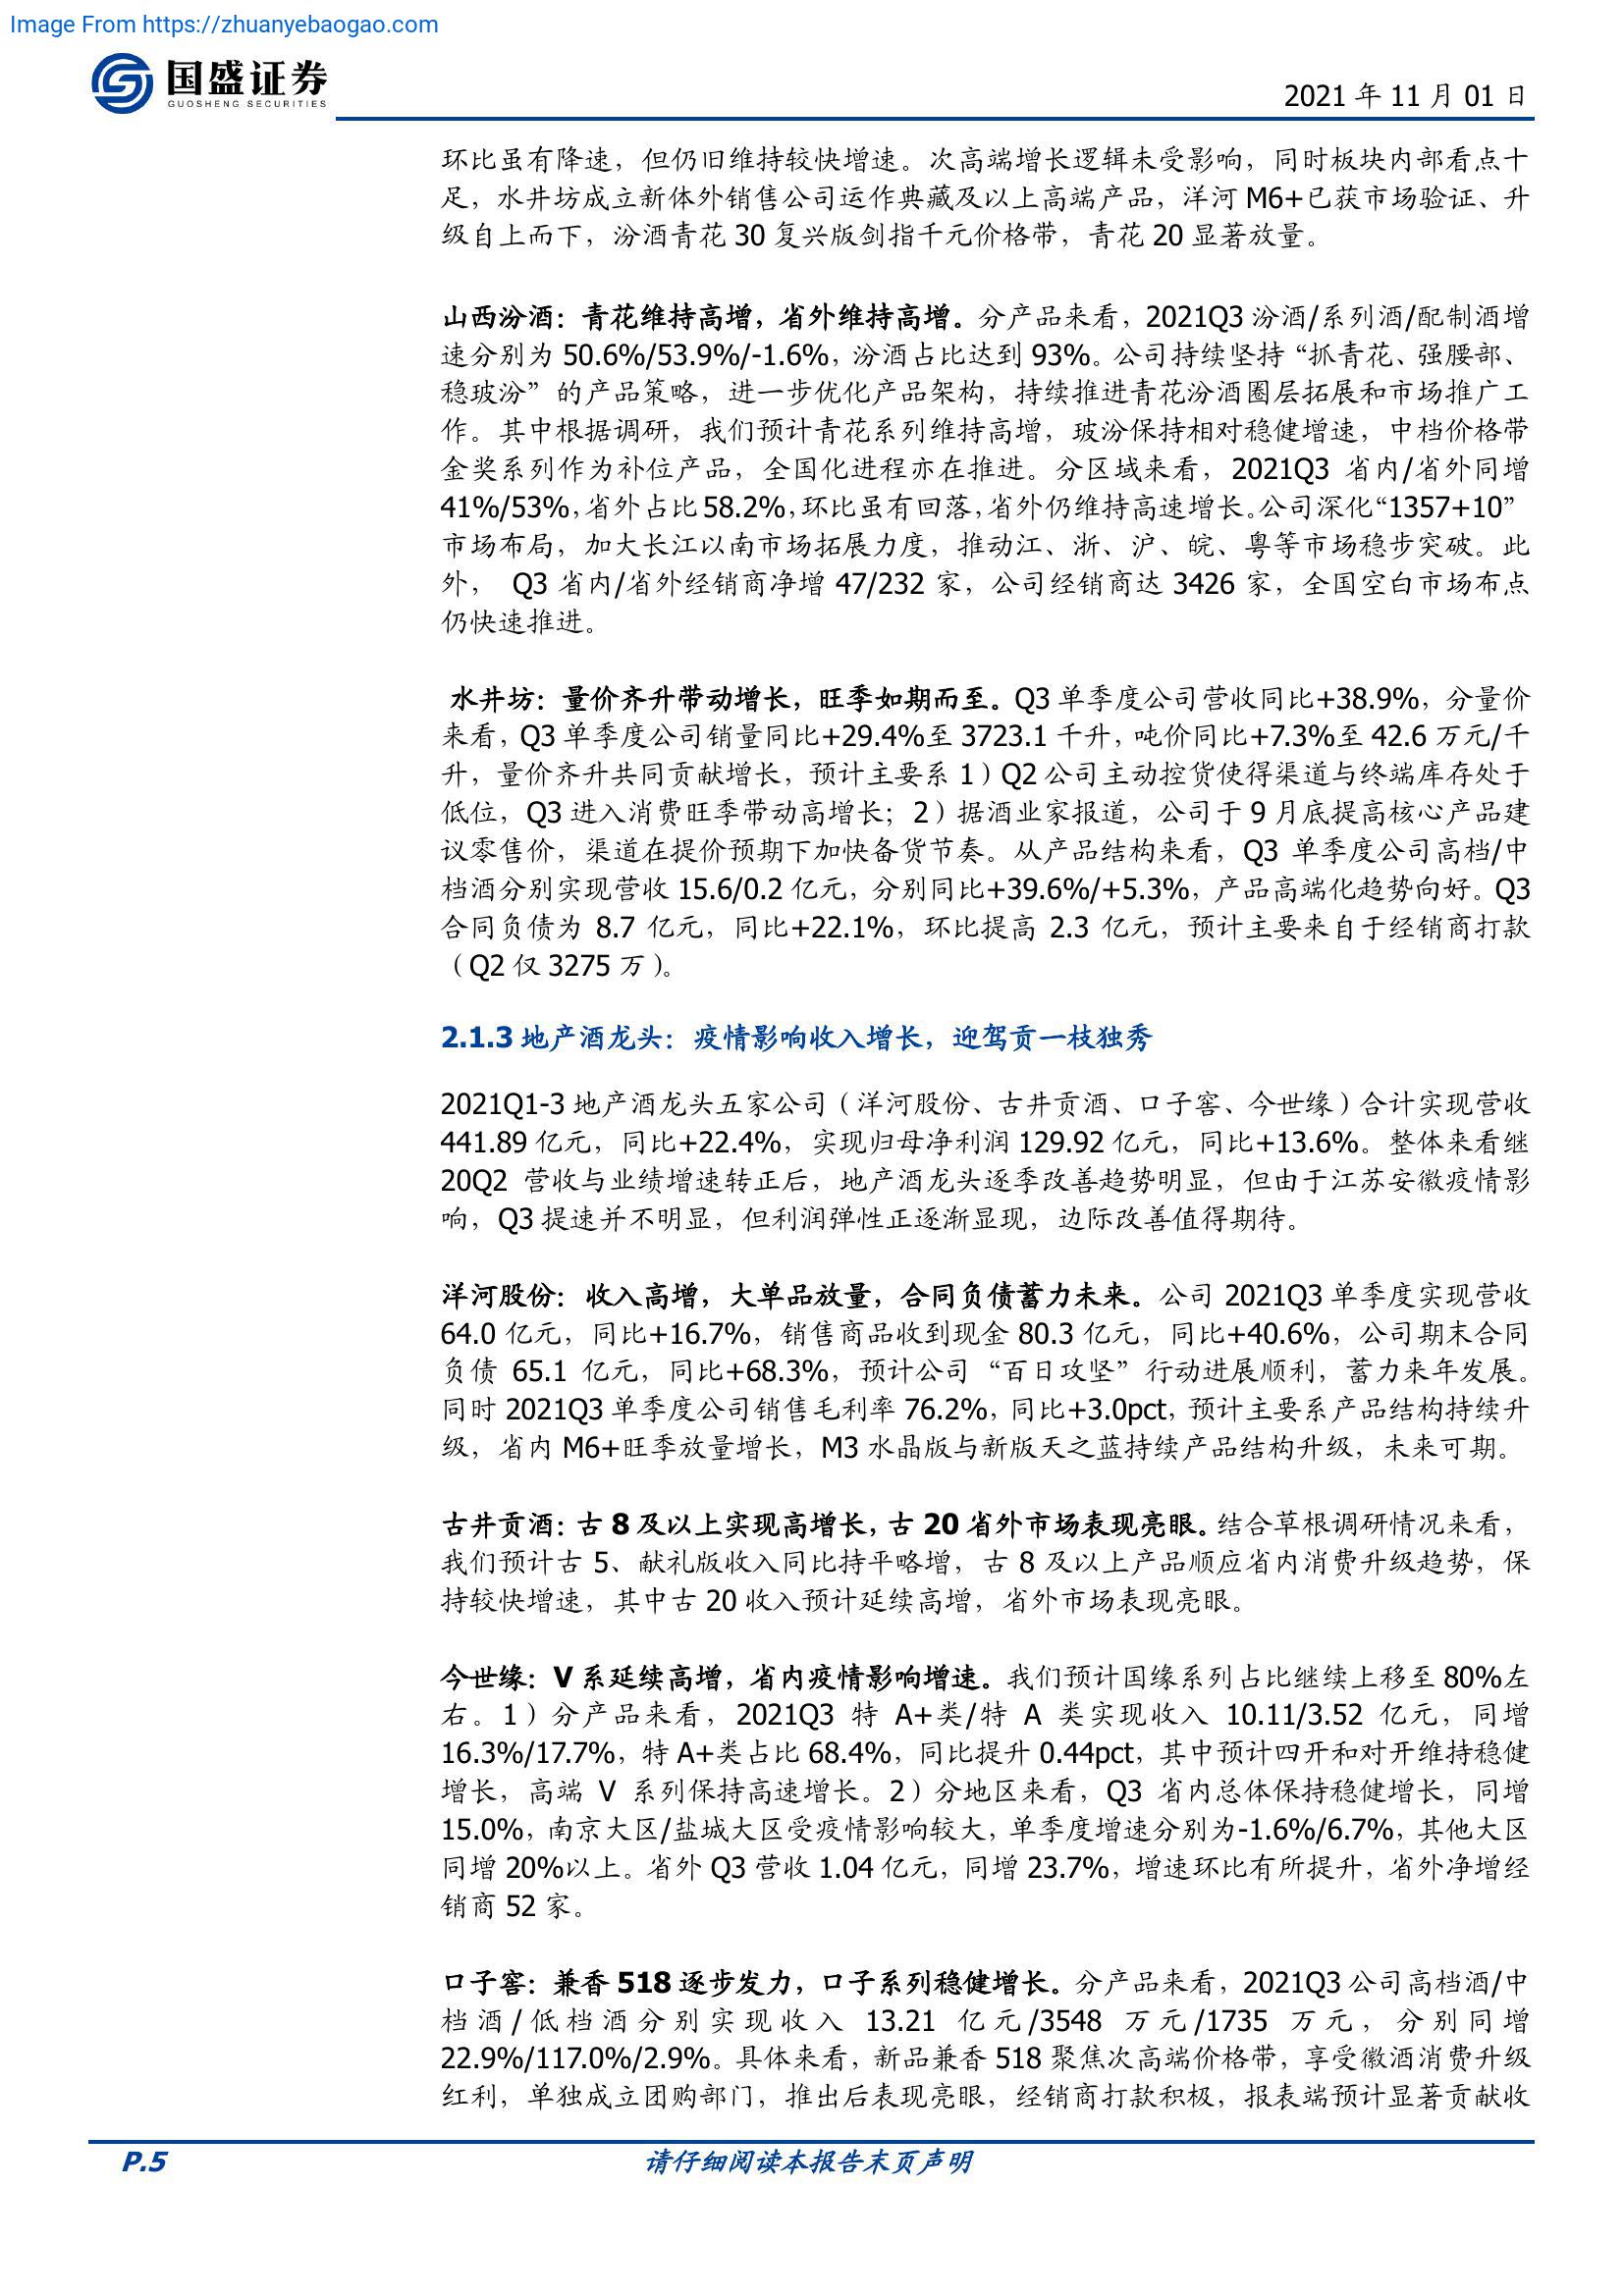 Image From https://zhuanyebaogao.com
国盛证券
GUOSHENG SECURITIES
2021 年 11 月 01 日
环比虽有降速，但仍旧维持较快增速。次高端增长逻辑未受影响，同时板块内部看点十
足，水井坊成立新体外销售公司运作典藏及以上高端产品，洋河 M6+已获市场验证、升
级自上而下，汾酒青花 30 复兴版剑指千元价格带，青花 20 显著放量。
山西汾酒：青花维持高增，省外维持高增。分产品来看，2021Q3 汾酒/系列酒/配制酒增
速分别为 50.6%/53.9%/-1.6%，汾酒占比达到 93%。公司持续坚持“抓青花、强腰部、
稳玻汾”的产品策略，进一步优化产品架构，持续推进青花汾酒圈层拓展和市场推广工
作。其中根据调研，我们预计青花系列维持高增，玻汾保持相对稳健增速，中档价格带
金奖系列作为补位产品，全国化进程亦在推进。分区域来看，2021Q3 省内/省外同增
41%/53%，省外占比 58.2%，环比虽有回落，省外仍维持高速增长。公司深化“1357+10”
市场布局，加大长江以南市场拓展力度，推动江、浙、沪、皖、粤等市场稳步突破。此
外， Q3 省内/省外经销商净增 47/232 家，公司经销商达 3426 家，全国空白市场布点
仍快速推进。
水井坊：量价齐升带动增长，旺季如期而至。Q3 单季度公司营收同比+38.9%，分量价
来看，Q3 单季度公司销量同比+29.4%至 3723.1 千升，吨价同比+7.3%至 42.6 万元/千
升，量价齐升共同贡献增长，预计主要系 1）Q2 公司主动控货使得渠道与终端库存处于
低位，Q3 进入消费旺季带动高增长；2）据酒业家报道，公司于 9 月底提高核心产品建
议零售价，渠道在提价预期下加快备货节奏。从产品结构来看，Q3 单季度公司高档/中
档酒分别实现营收 15.6/0.2 亿元，分别同比+39.6%/+5.3%，产品高端化趋势向好。Q3
合同负债为 8.7 亿元，同比+22.1%，环比提高 2.3 亿元，预计主要来自于经销商打款
（Q2 仅 3275 万）。
2.1.3 地产酒龙头：疫情影响收入增长，迎驾贡一枝独秀
2021Q1-3 地产酒龙头五家公司（洋河股份、古井贡酒、口子窖、今世缘）合计实现营收
441.89 亿元，同比+22.4%，实现归母净利润 129.92 亿元，同比+13.6%。整体来看继
20Q2 营收与业绩增速转正后，地产酒龙头逐季改善趋势明显，但由于江苏安徽疫情影
响，Q3 提速并不明显，但利润弹性正逐渐显现，边际改善值得期待。
洋河股份：收入高增，大单品放量，合同负债蓄力未来。公司 2021Q3 单季度实现营收
64.0 亿元，同比+16.7%，销售商品收到现金 80.3 亿元，同比+40.6%，公司期末合同
负债 65.1 亿元，同比+68.3%，预计公司“百日攻坚”行动进展顺利，蓄力来年发展。
同时 2021Q3 单季度公司销售毛利率 76.2%，同比+3.0pct，预计主要系产品结构持续升
级，省内 M6+旺季放量增长，M3 水晶版与新版天之蓝持续产品结构升级，未来可期。
古井贡酒：古 8 及以上实现高增长，古 20 省外市场表现亮眼。结合草根调研情况来看，
我们预计古 5、献礼版收入同比持平略增，古 8 及以上产品顺应省内消费升级趋势，保
持较快增速，其中古 20 收入预计延续高增，省外市场表现亮眼。
今世缘：V 系延续高增，省内疫情影响增速。我们预计国缘系列占比继续上移至 80%左
右。1）分产品来看，2021Q3 特 A+类/特 A 类实现收入 10.11/3.52 亿元，同增
16.3%/17.7%，特 A+类占比 68.4%，同比提升 0.44pct，其中预计四开和对开维持稳健
增长，高端 V 系列保持高速增长。2）分地区来看，Q3 省内总体保持稳健增长，同增
15.0%，南京大区/盐城大区受疫情影响较大，单季度增速分别为-1.6%/6.7%，其他大区
同增 20%以上。省外 Q3 营收 1.04 亿元，同增 23.7%，增速环比有所提升，省外净增经
销商 52 家。
口子窖：兼香 518 逐步发力，口子系列稳健增长。分产品来看，2021Q3 公司高档酒/中
档酒/低档酒分别实现收入 13.21 亿元/3548 万元/1735 万元，分别同增
22.9%/117.0%/2.9%。具体来看，新品兼香 518 聚焦次高端价格带，享受徽酒消费升级
红利，单独成立团购部门，推出后表现亮眼，经销商打款积极，报表端预计显著贡献收
P.5
请仔细阅读本报告末页声明